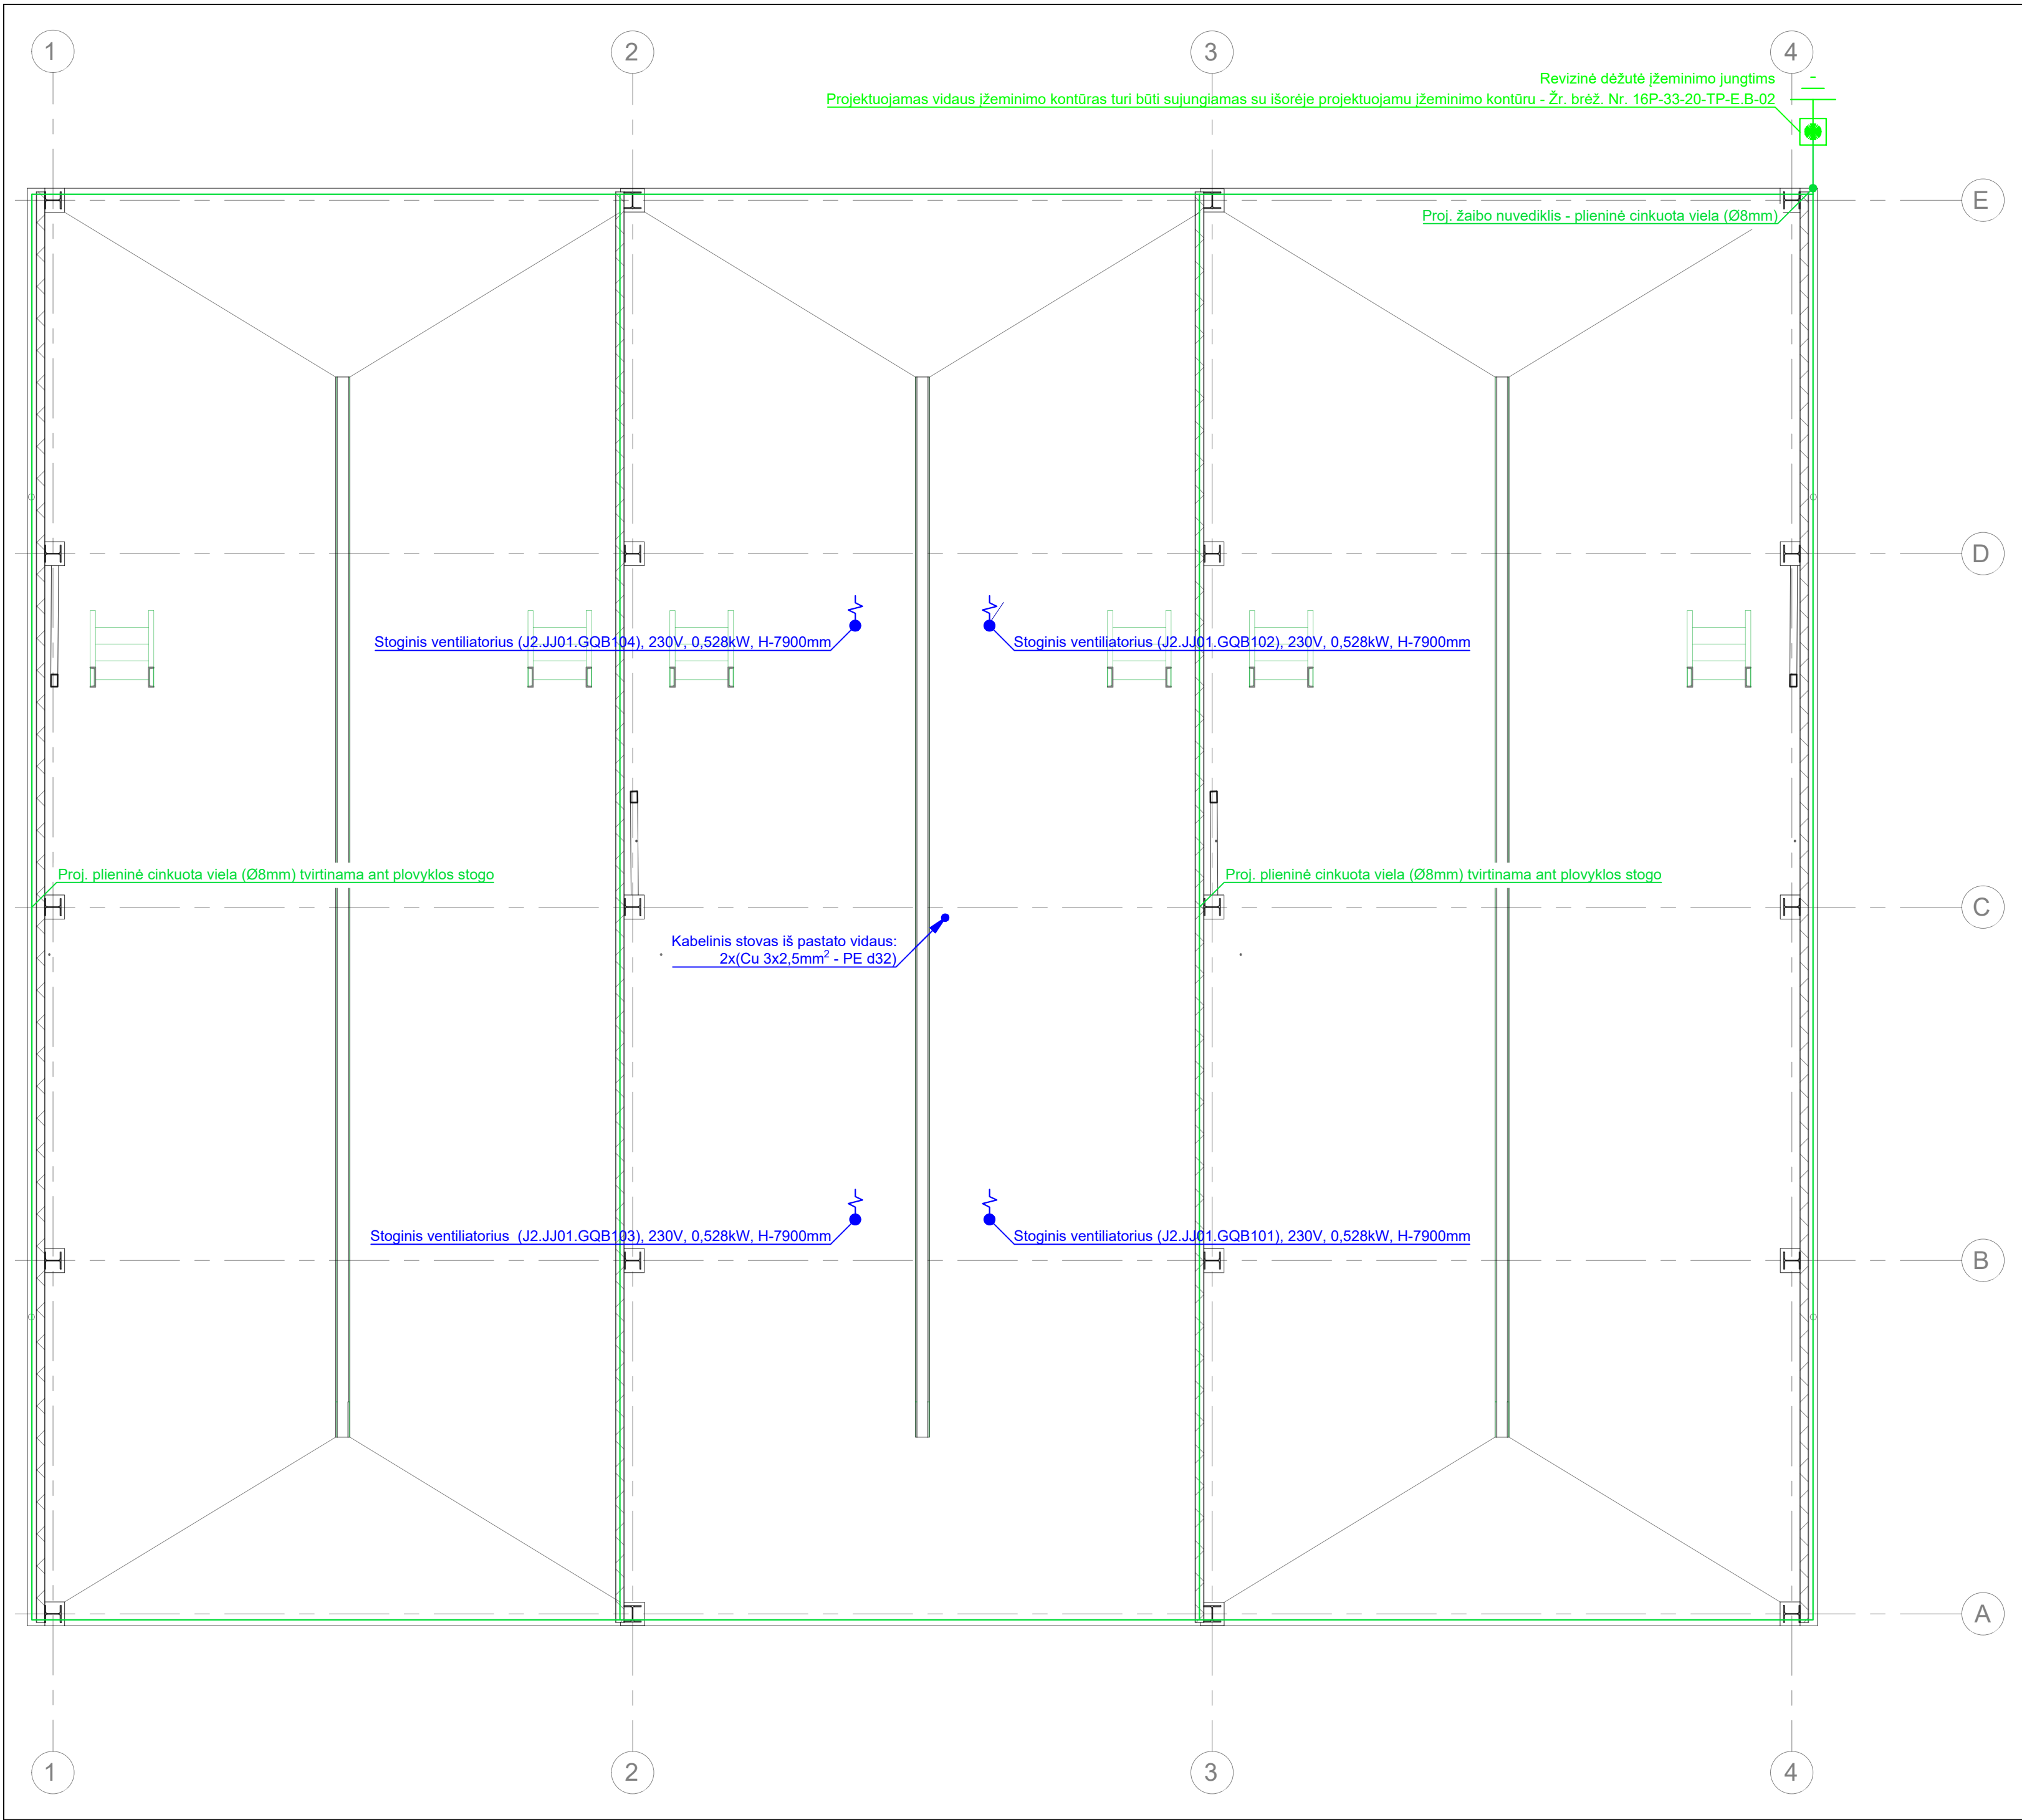 1
2
3
4
Revizinė dėžutė įžeminimo jungtims
Projektuojamas vidaus įžeminimo kontūras turi būti sujungiamas su išorėje projektuojamu įžeminimo kontūru - Žr. brėž. Nr. 16P-33-20-TP-E.B-02
E
Proj. žaibo nuvediklis - plieninė cinkuota viela (Ø8mm)
D
Stoginis ventiliatorius (J2.JJ01.GQB104), 230V, 0,528kW, H-7900mm
Stoginis ventiliatorius (J2.JJ01.GQB102), 230V, 0,528kW, H-7900mm
Proj. plieninė cinkuota viela (Ø8mm) tvirtinama ant plovyklos stogo
Proj. plieninė cinkuota viela (Ø8mm) tvirtinama ant plovyklos stogo
C
Kabelinis stovas iš pastato vidaus:
2x(Cu 3x2,5mm² - PE d32)
Stoginis ventiliatorius (J2.JJ01.GQB103), 230V, 0,528kW, H-7900mm
Stoginis ventiliatorius (J2.JJ01.GQB101), 230V, 0,528kW, H-7900mm
B
A
1
2
3
4